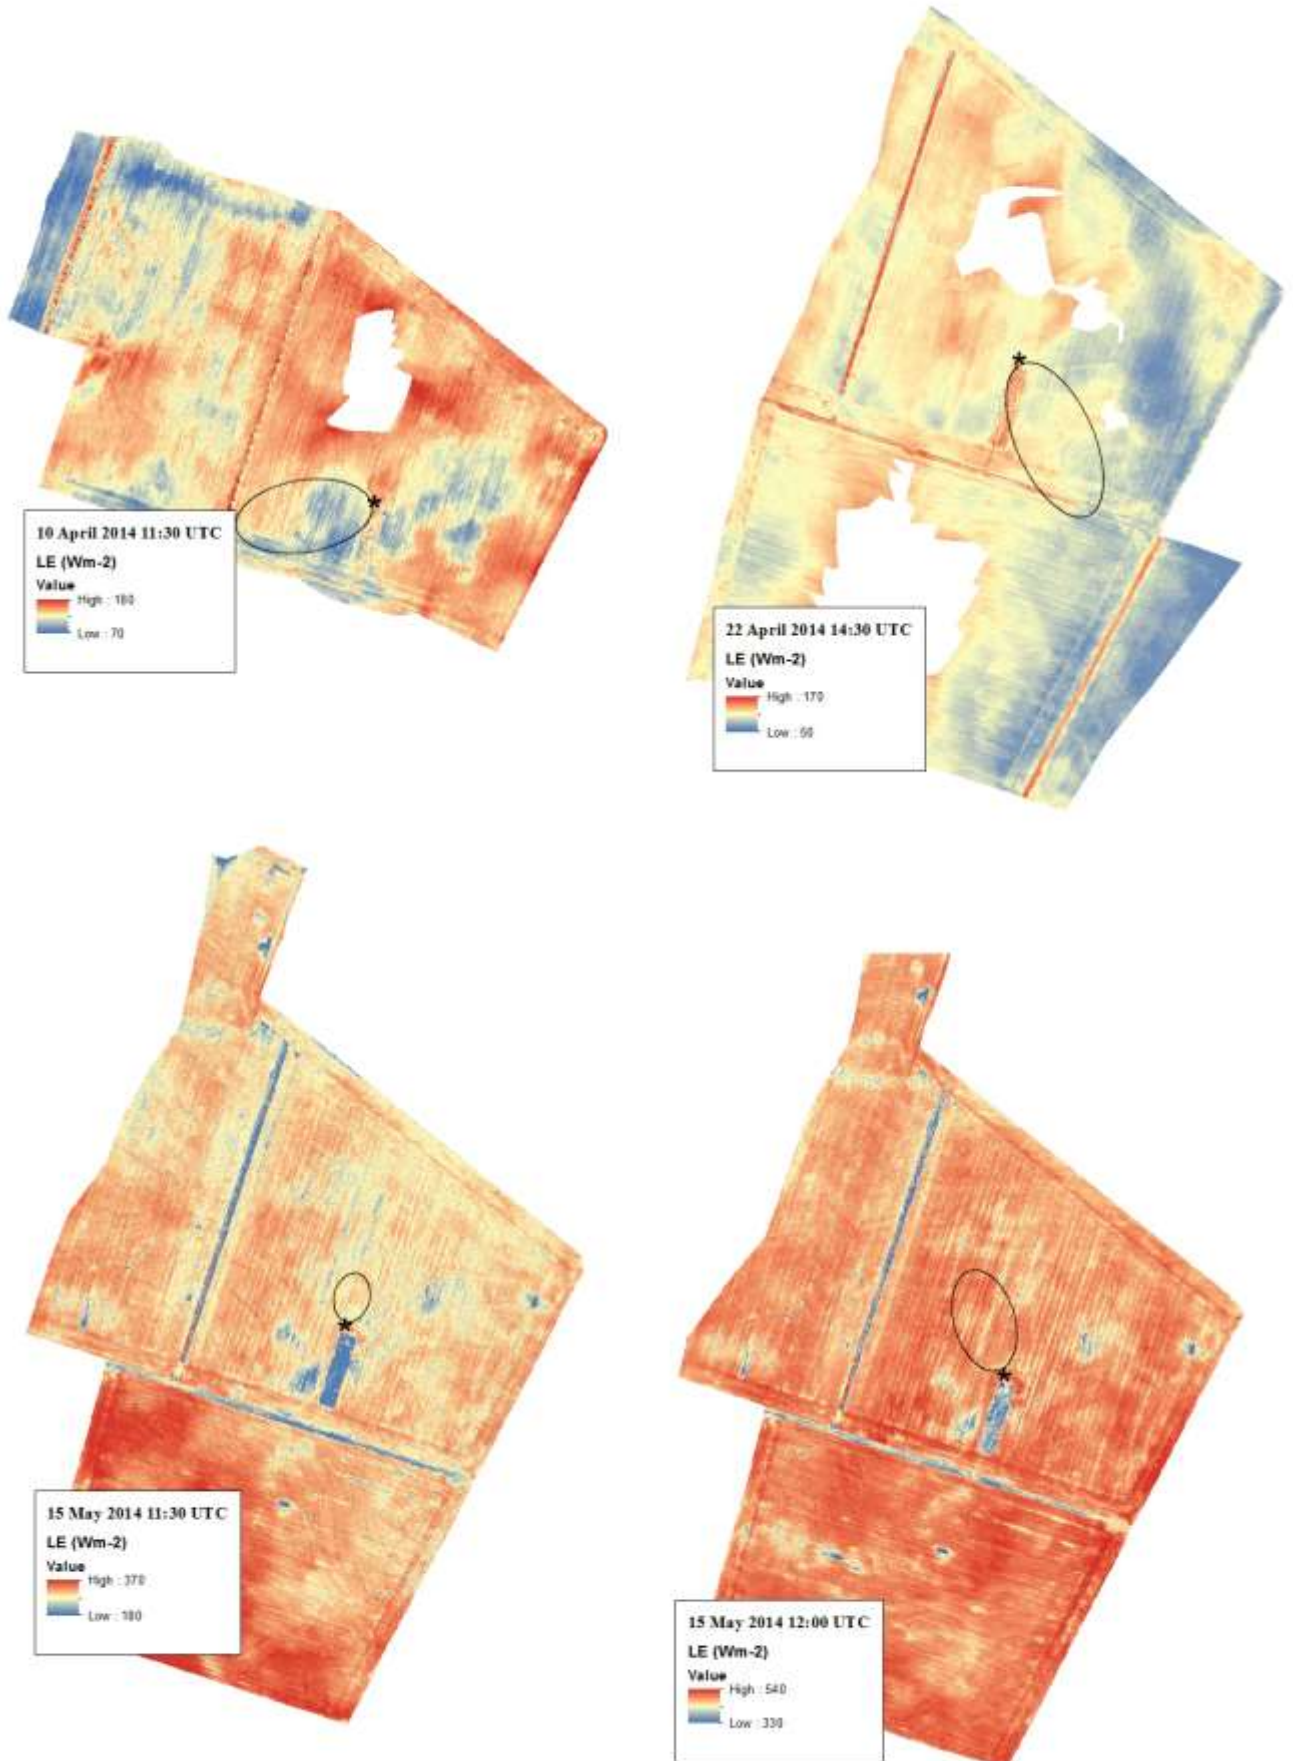 10 April 2014 11:30 UTC
LE (Wm-2)
Value
High : 180
Low : 70
22 April 2014 14:30 UTC
LE (Wm-2)
Value
High : 170
Low : 50
15 May 2014 11:30 UTC
LE (Wm-2)
Value
High : 370
Low : 180
15 May 2014 12:00 UTC
LE (Wm-2)
Value
High : 540
Low : 330